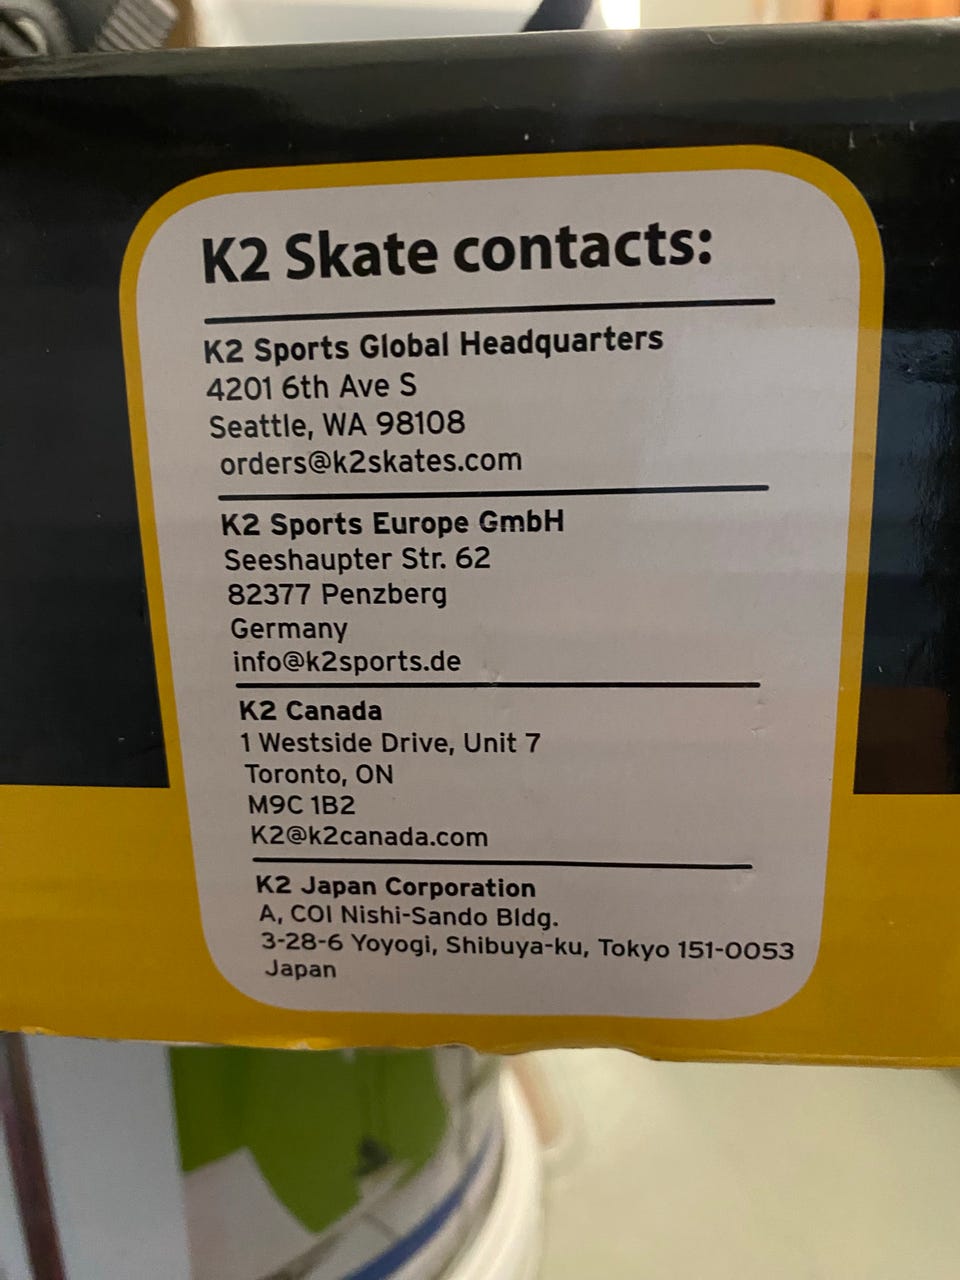 K2 Skate contacts:
K2 Sports Global Headquarters
4201 6th Ave S
Seattle, WA 98108
orders@k2skates.com
K2 Sports Europe GmbH
Seeshaupter Str. 62
82377 Penzberg
Germany
info@k2sports.de
K2 Canada
1 Westside Drive, Unit 7
Toronto, ON
M9C 1B2
K2@k2canada.com
K2 Japan Corporation
A, COI Nishi-Sando Bldg.
3-28-6 Yoyogi, Shibuya-ku, Tokyo 151-0053
Japan